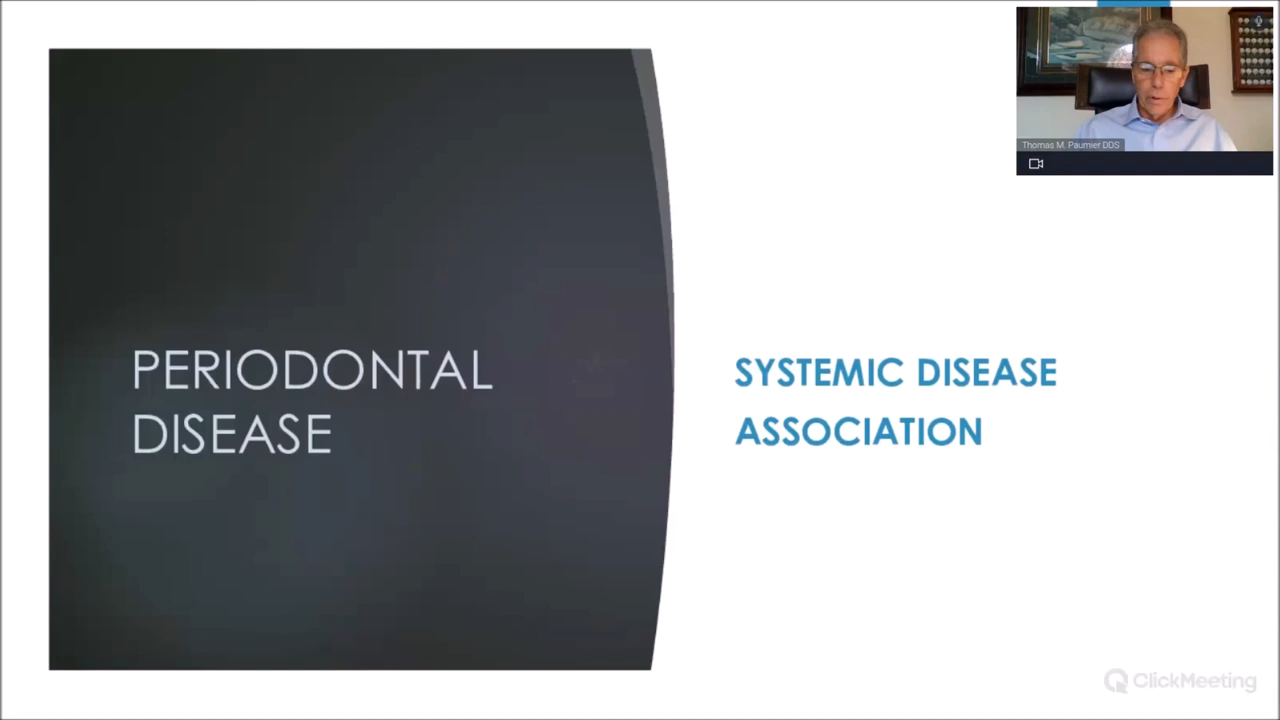 PERIODONTAL
DISEASE
SYSTEMIC DISEASE
ASSOCIATION
Thomas M. Paumier DDS
ClickMeeting